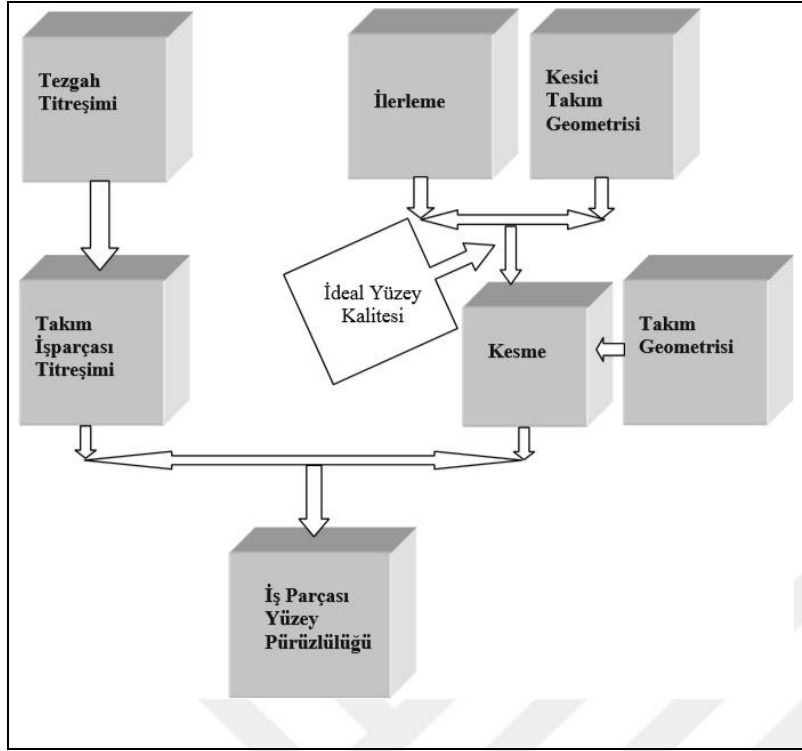 Tezgah
Titreşimi
İlerleme
Kesici
Takım
Geometrisi
İdeal Yüzey
Kalitesi
Takım
İşparçası
Titreşimi
Kesme
Takım
Geometrisi
İş Parçası
Yüzey
Pürüzlülüğü